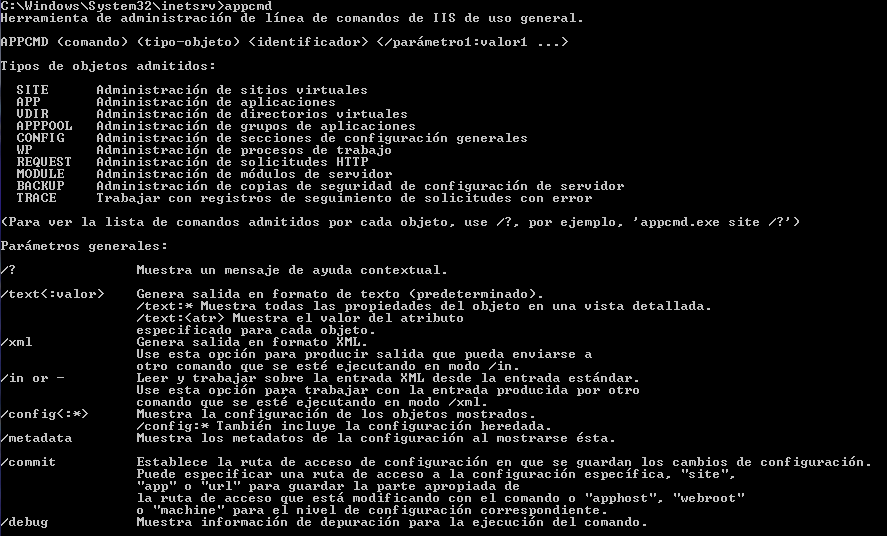 C:\Windows\System32\inetsrv>appcmd
Herramienta de administración de línea de comandos de IIS de uso general.
APPCMD (comando) (tipo-objeto) <identificador> </parámetro1:valor1 ...>
Tipos de objetos admitidos:
SITE Administración de sitios virtuales
APP Administración de aplicaciones
VDIR Administración de directorios virtuales
APPPOOL Administración de grupos de aplicaciones
CONFIG Administración de secciones de configuración generales
WP Administración de procesos de trabajo
REQUEST Administración de solicitudes HTTP
MODULE Administración de módulos de servidor
BACKUP Administración de copias de seguridad de configuración de servidor
TRACE Trabajar con registros de seguimiento de solicitudes con error
(Para ver la lista de comandos admitidos por cada objeto, use /?, por ejemplo, 'appcmd.exe site /?')
Parámetros generales:
/? Muestra un mensaje de ayuda contextual.
/text<:valor> Genera salida en formato de texto (predeterminado).
/text:* Muestra todas las propiedades del objeto en una vista detallada.
/text:<atr> Muestra el valor del atributo
especificado para cada objeto.
/xml Genera salida en formato XML.
Use esta opción para producir salida que pueda enviarse a
otro comando que se esté ejecutando en modo /in.
/in or - Leer y trabajar sobre la entrada XML desde la entrada estándar.
Use esta opción para trabajar con la entrada producida por otro
comando que se esté ejecutando en modo /xml.
/config<:*> Muestra la configuración de los objetos mostrados.
/config:* También incluye la configuración heredada.
/metadata Muestra los metadatos de la configuración al mostrarse ésta.
/commit Establece la ruta de acceso de configuración en que se guardan los cambios de configuración.
Puede especificar una ruta de acceso a la configuración específica, "site",
"app" o "url" para guardar la parte apropiada de
la ruta de acceso que está modificando con el comando o "apphost", "webroot"
o "machine" para el nivel de configuración correspondiente.
/debug Muestra información de depuración para la ejecución del comando.